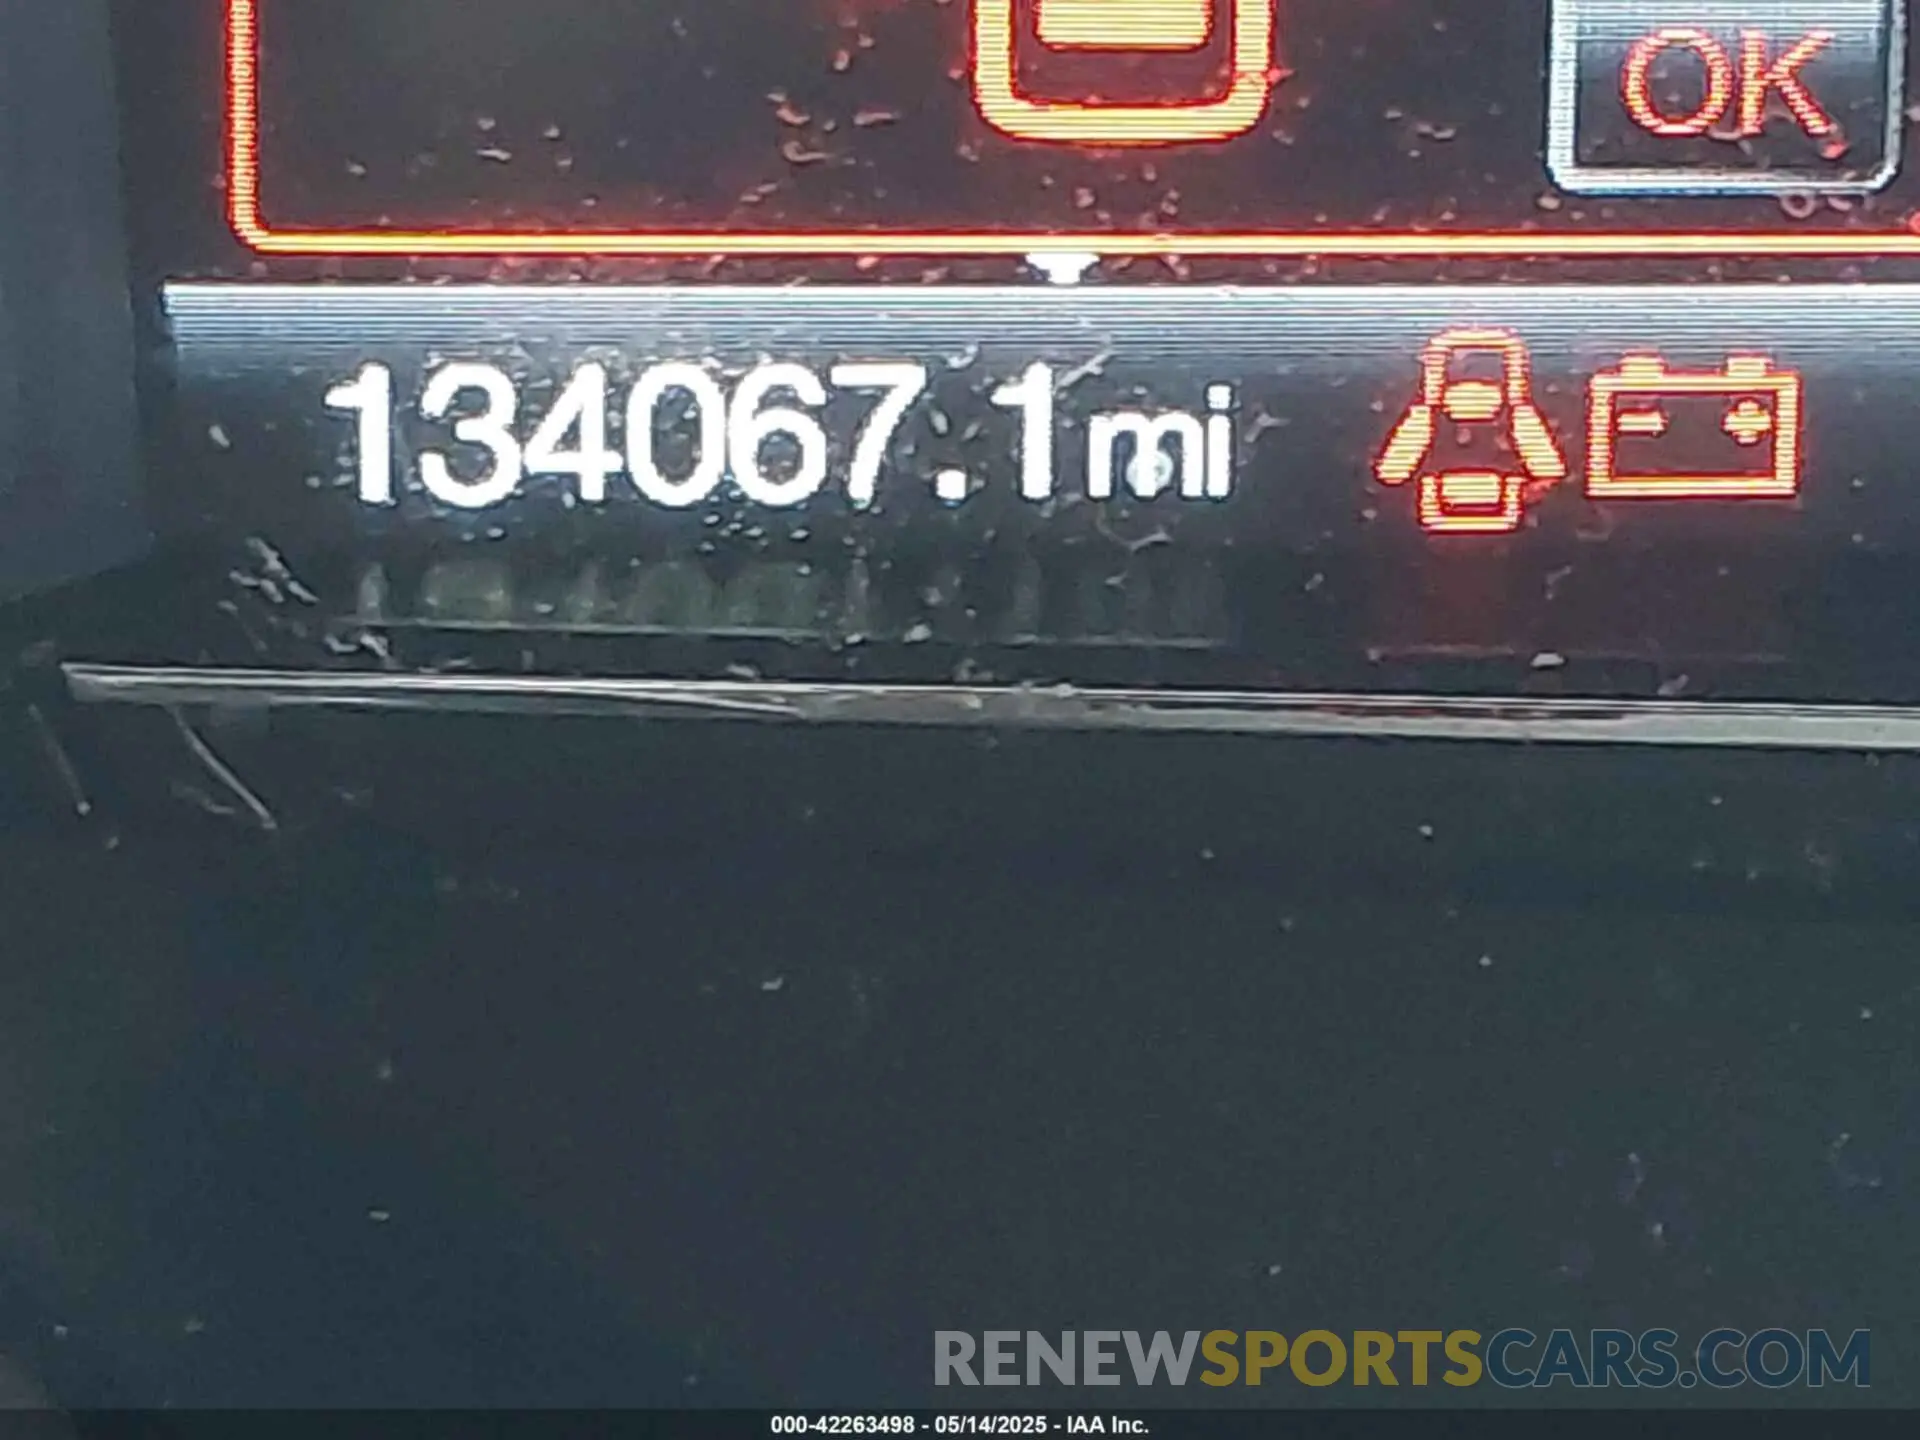 OK
134067.1mi
RENEWSPORTSCARS.COM
000-42263498 - 05/14/2025 - IAA Inc.